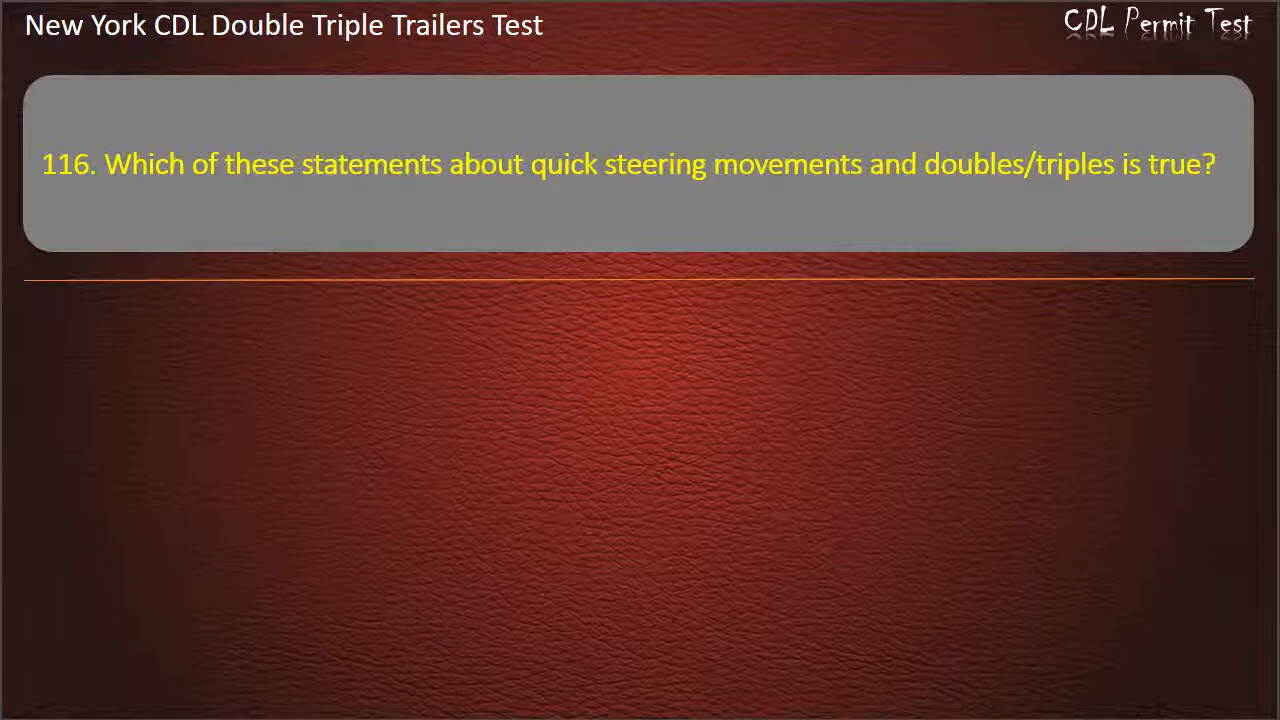 New York CDL Double Triple Trailers Test
CDL Permit Test
116. Which of these statements about quick steering movements and doubles/triples is true?